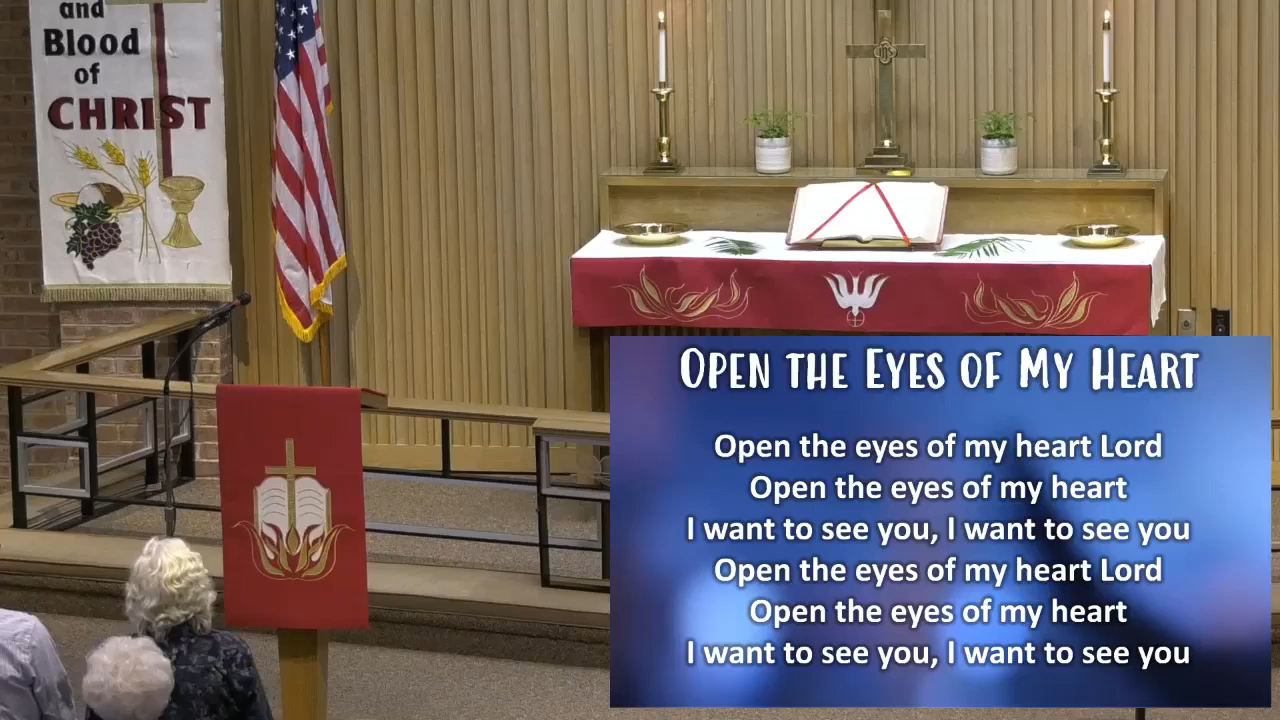 and
Blood
of
CHRIST
OPEN THE EYES OF MY HEART
Open the eyes of my heart Lord
Open the eyes of my heart
I want to see you, I want to see you
Open the eyes of my heart Lord
Open the eyes of my heart
I want to see you, I want to see you